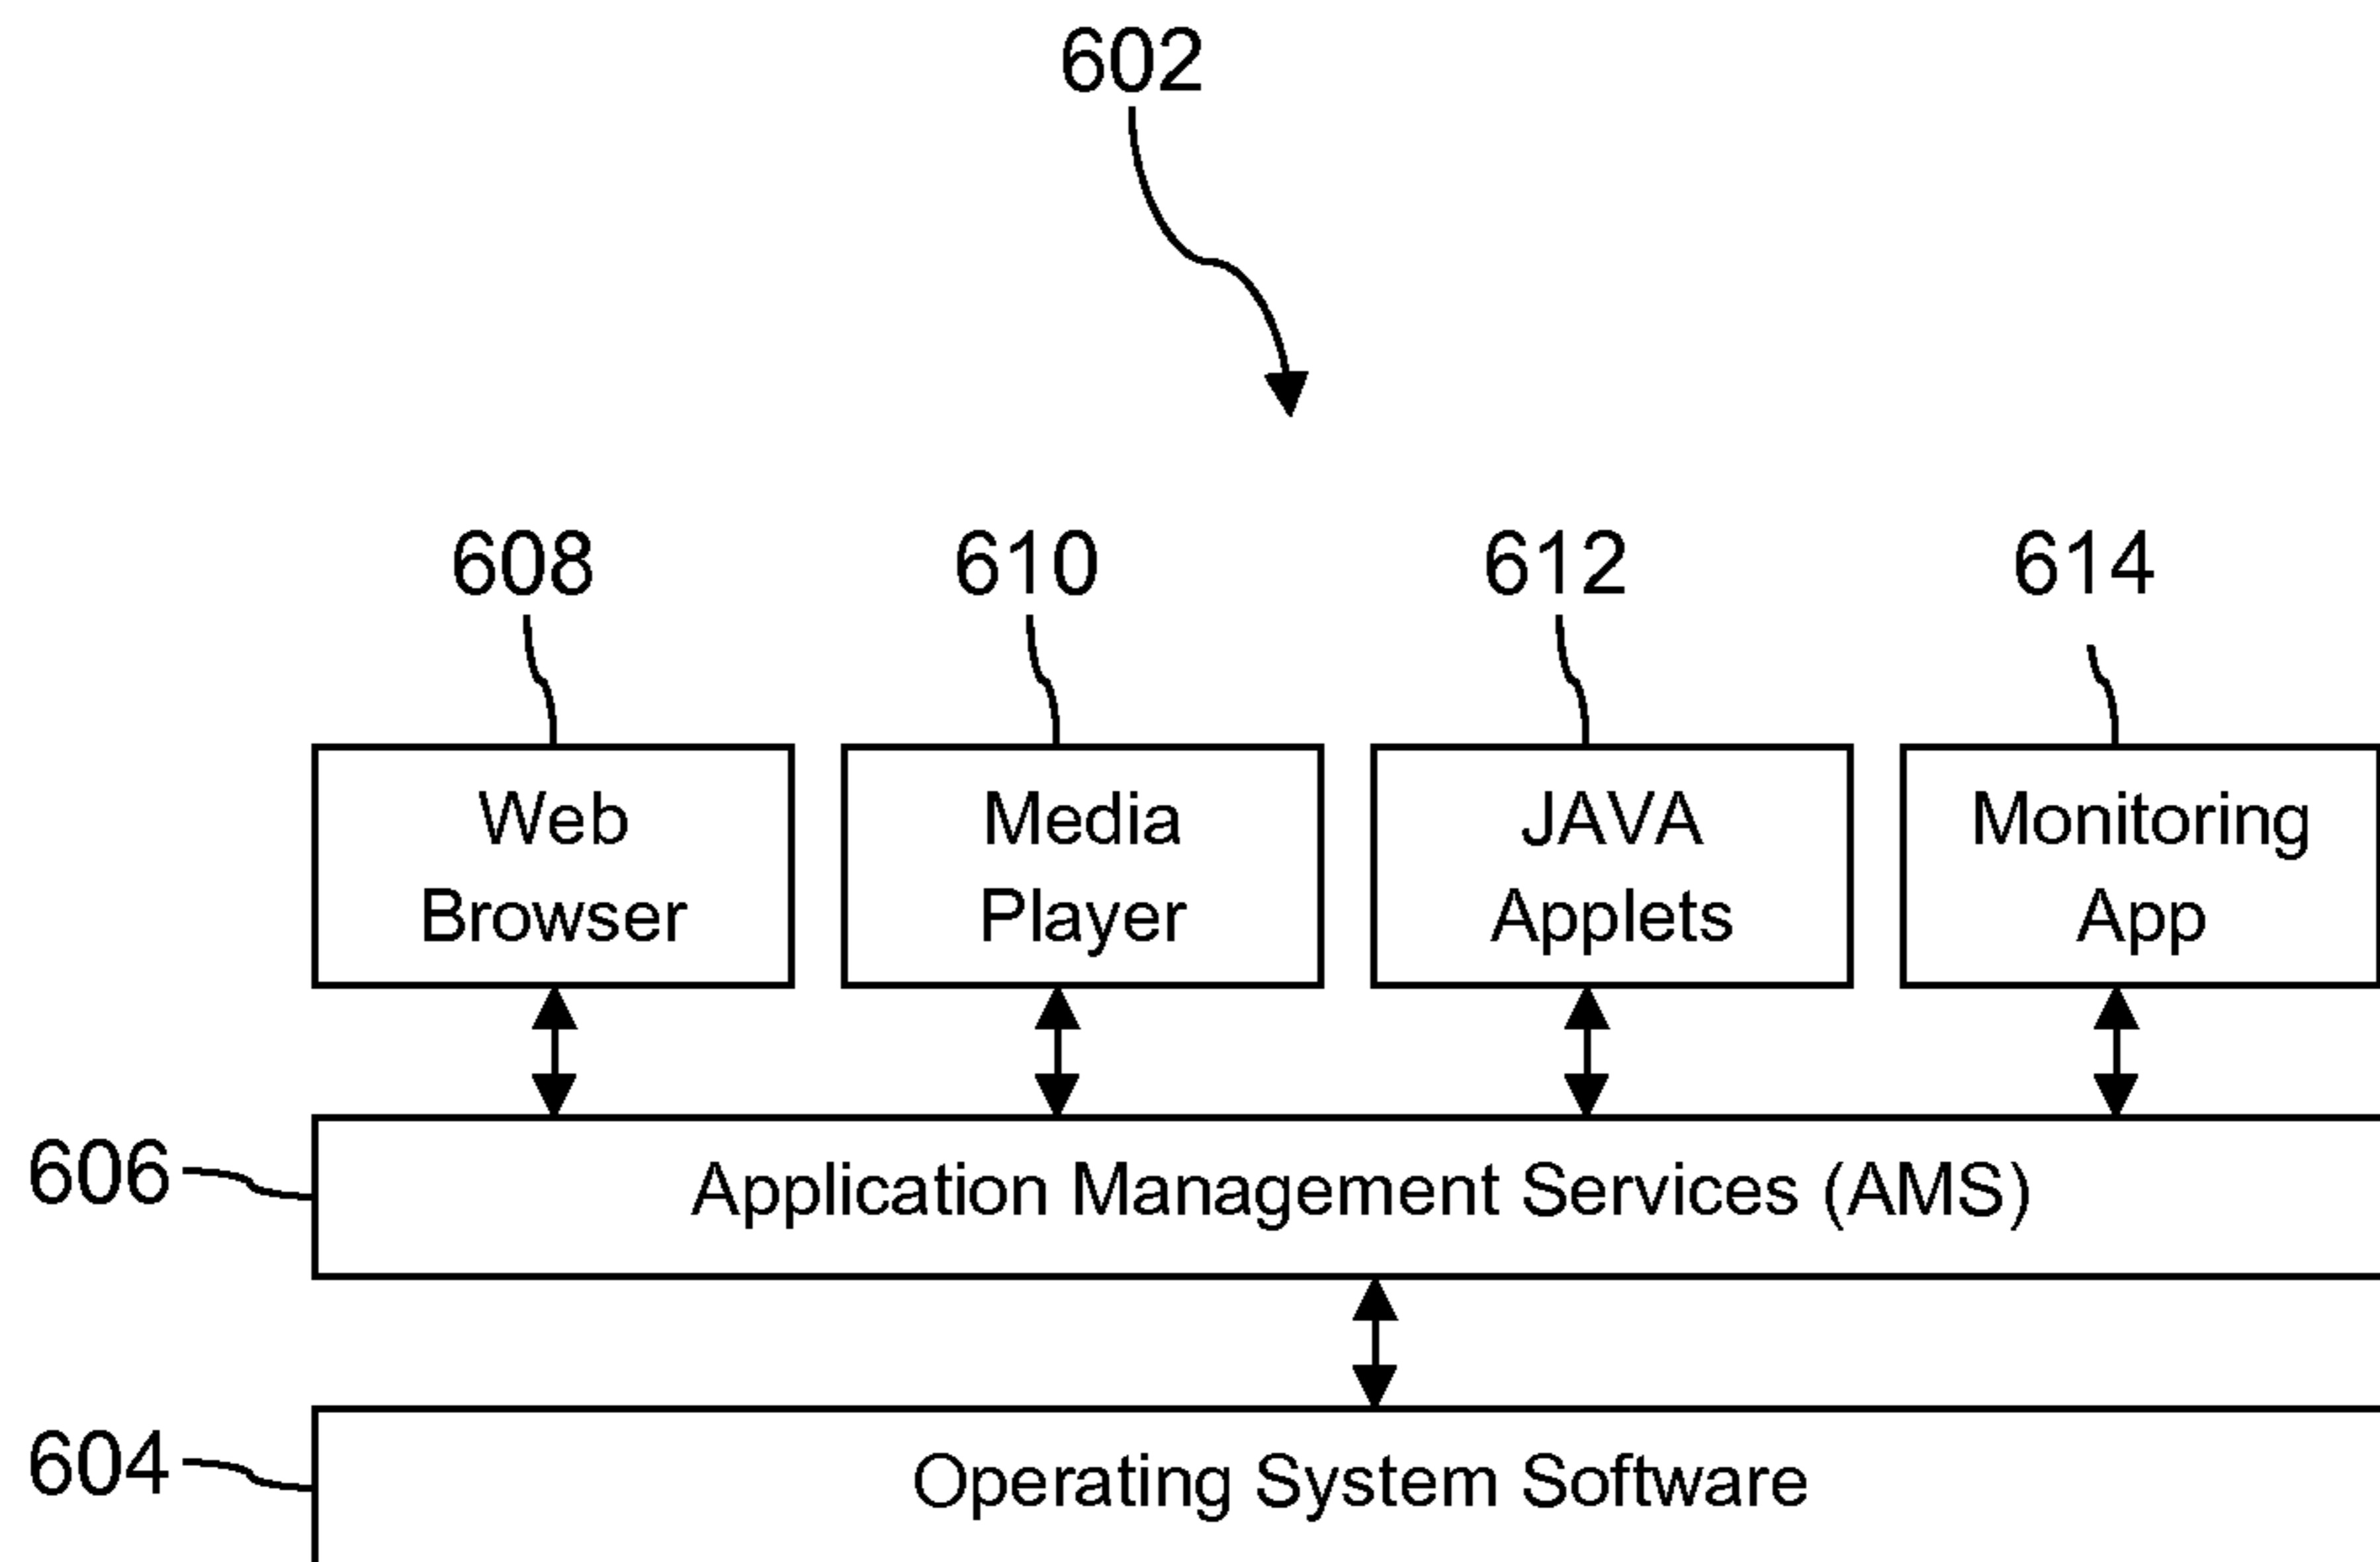 602
608
610
612
614
Web
Browser
Media
Player
JAVA
Applets
Monitoring
App
606
Application Management Services (AMS)
604
Operating System Software